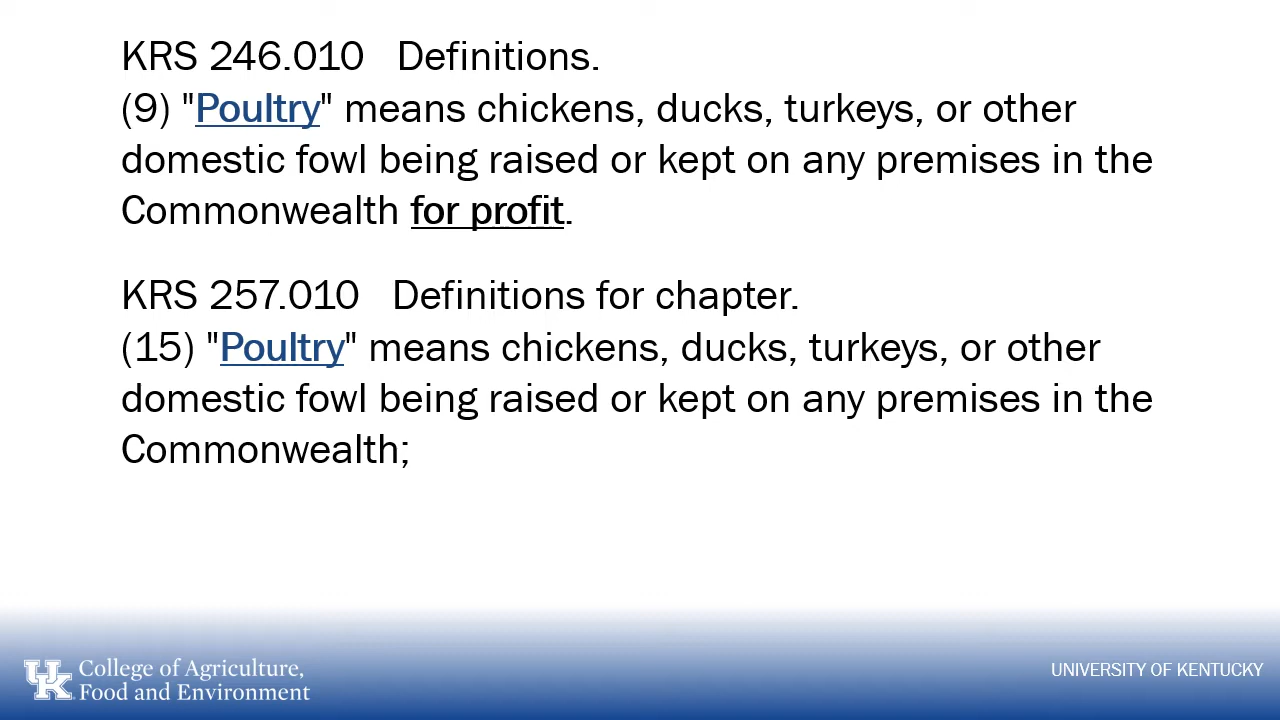 KRS 246.010   Definitions.
(9) "Poultry" means chickens, ducks, turkeys, or other
domestic fowl being raised or kept on any premises in the
Commonwealth for profit.
KRS 257.010   Definitions for chapter.
(15) "Poultry" means chickens, ducks, turkeys, or other
domestic fowl being raised or kept on any premises in the
Commonwealth;
UK College of Agriculture,
Food and Environment
UNIVERSITY OF KENTUCKY